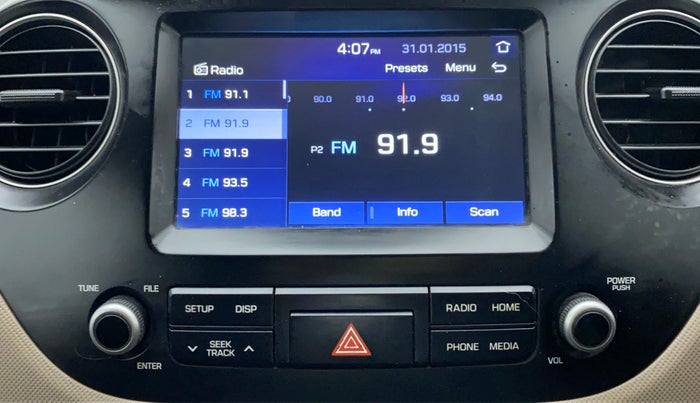 4:07PM 31.01.2015
Radio Presets Menu
1 FM 91.1
90.0 91.0 92.0 93.0 94.0
2 FM 91.9
3 FM 91.9
P2 FM 91.9
4 FM 93.5
5 FM 98.3
Band Info Scan
TUNE FILE
POWER
PUSH
SETUP DISP
RADIO HOME
SEEK
TRACK
PHONE MEDIA
ENTER
VOL